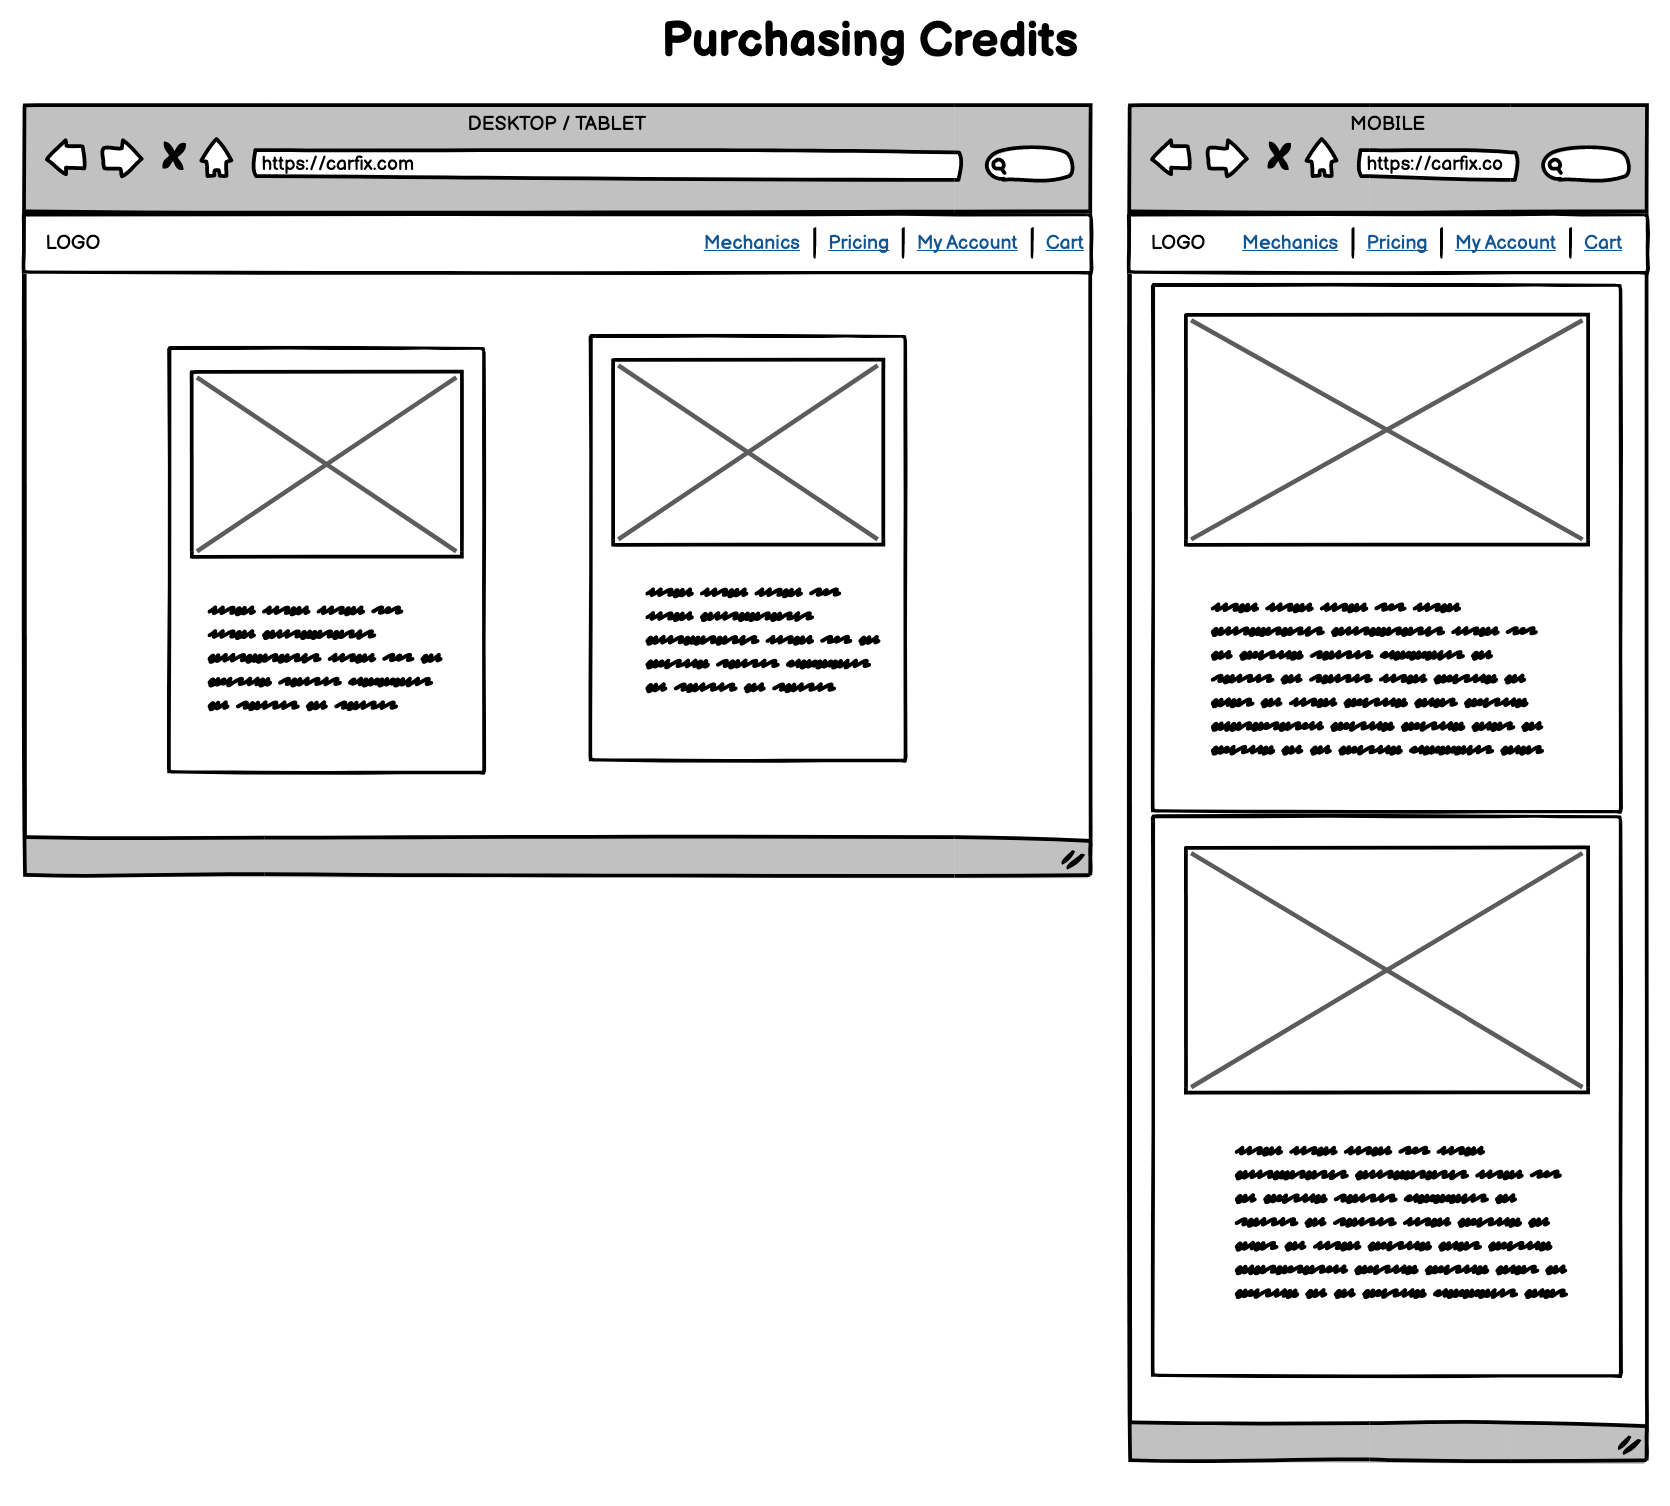 Purchasing Credits
DESKTOP / TABLET
https://carfix.com
LOGO Mechanics Pricing My Account Cart
MOBILE
https://carfix.co
LOGO Mechanics Pricing My Account Cart